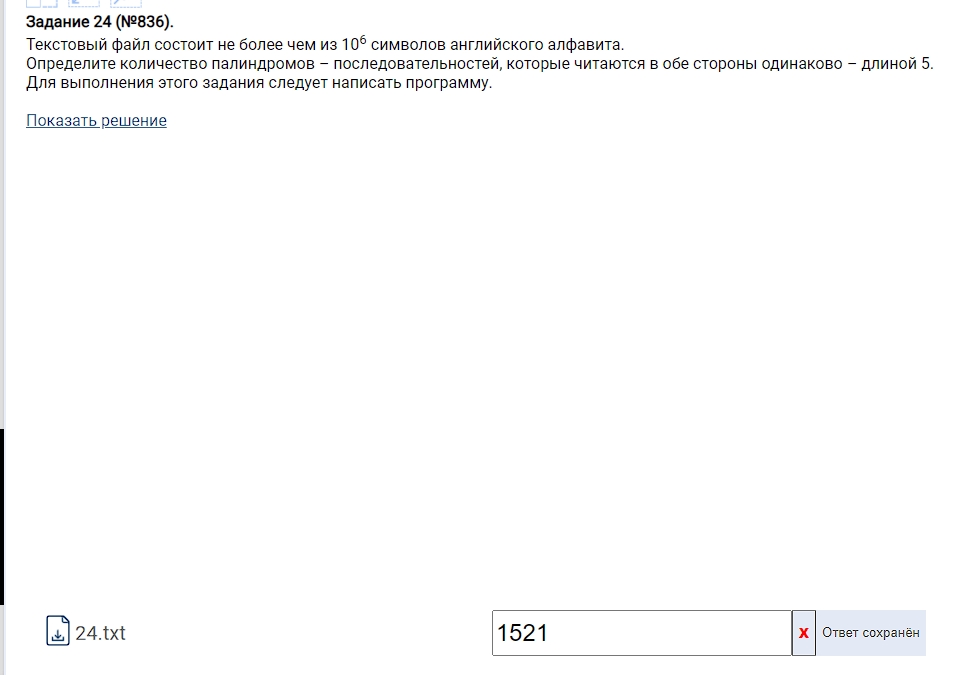 Задание 24 (№836).
Текстовый файл состоит не более чем из 10⁶ символов английского алфавита.
Определите количество палиндромов – последовательностей, которые читаются в обе стороны одинаково – длиной 5.
Для выполнения этого задания следует написать программу.
Показать решение
24.txt
1521
x
Ответ сохранён